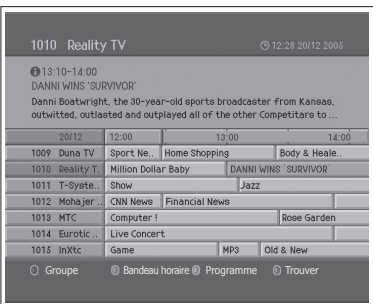 1010 Reality TV 12:28 20/12 2005
13:10-14:00
DANNI WINS 'SURVIVOR'
Danni Boatwright, the 30-year-old sports broadcaster from Kansas,
outwitted, outlasted and outplayed all of the other Competitors to ...
20/12 12:00 13:00 14:00
1009 Duna TV Sport Ne.. Home Shopping Body & Heale..
1010 Reality T. Million Dollar Baby DANNI WINS 'SURVIVOR'
1011 T-Syste.. Show Jazz
1012 Mohajer .. CNN News Financial News
1013 MTC Computer ! Rose Garden
1014 Eurotic .. Live Concert
1015 InXtc Game MP3 Old & New
Groupe Bandeau horaire Programme Trouver